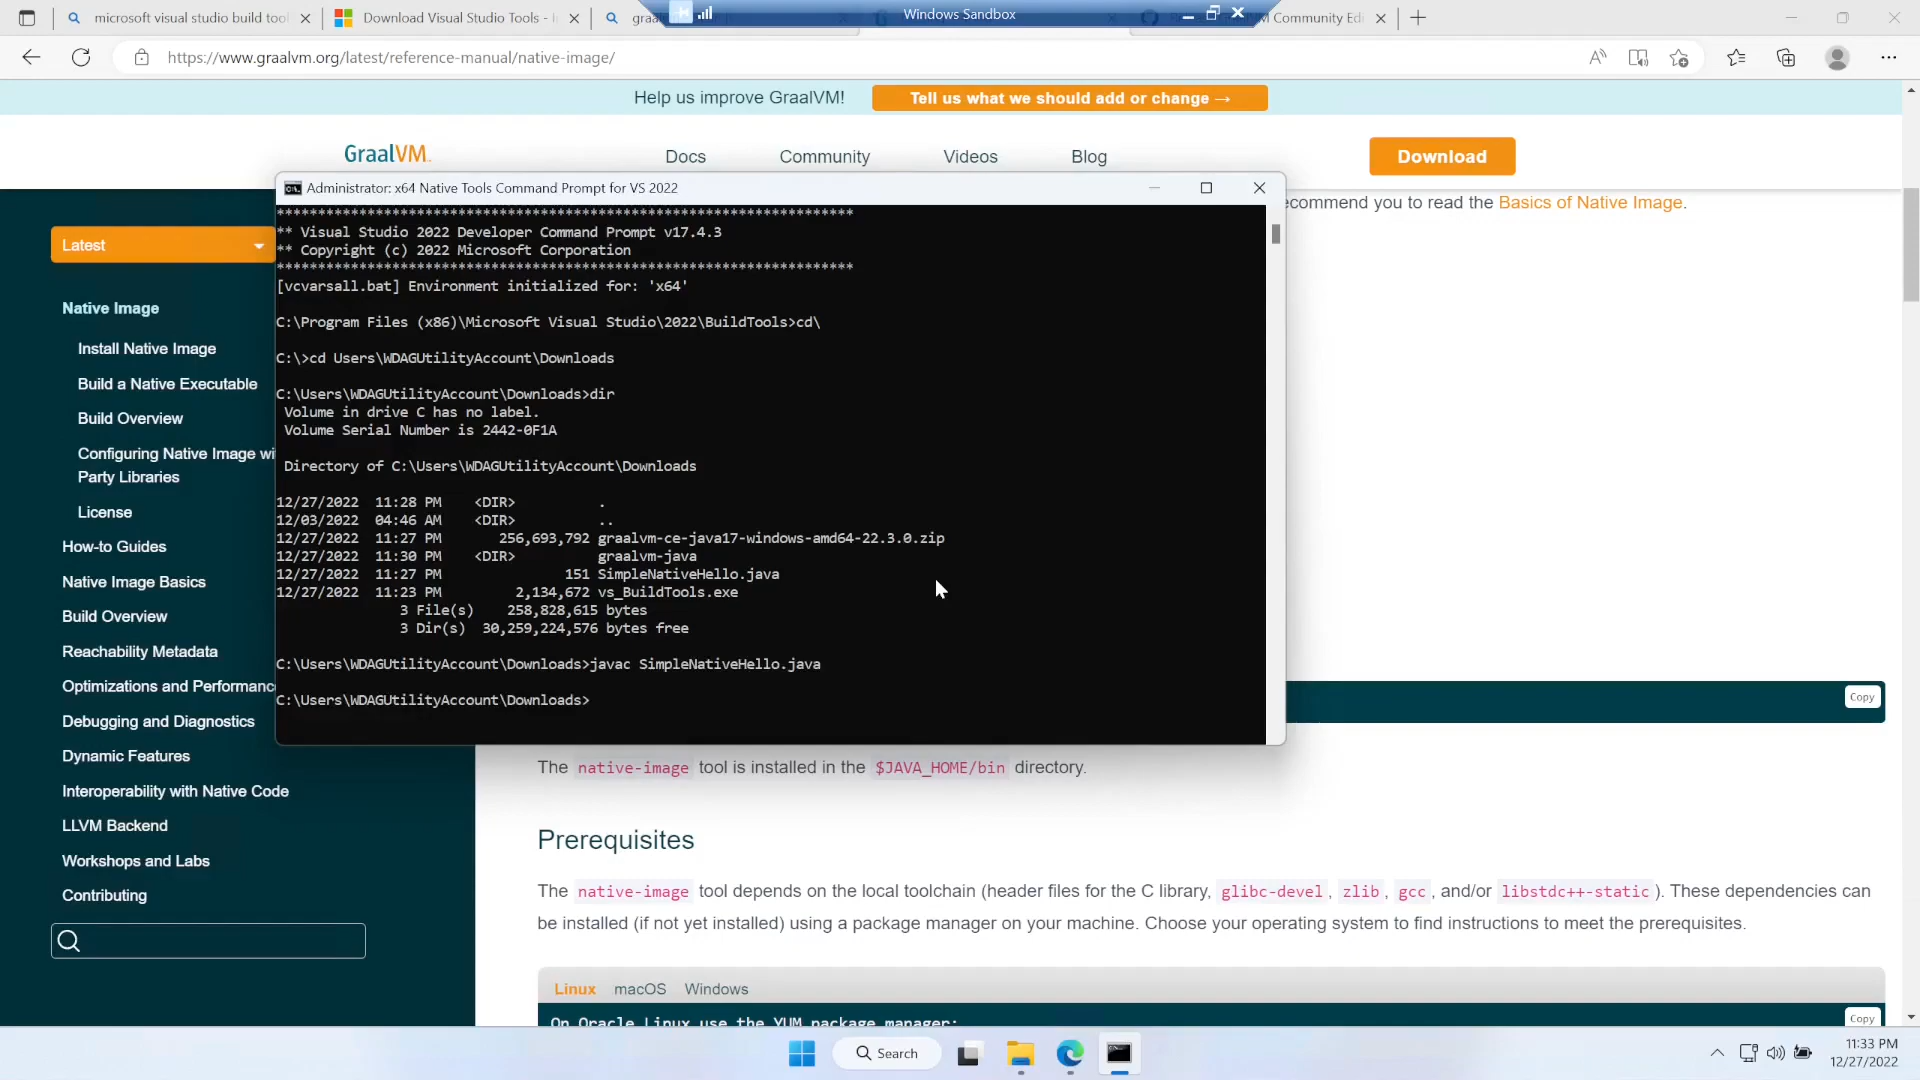 microsoft visual studio build tool
Download Visual Studio Tools - I
graal
Windows Sandbox
M Community Edi
https://www.graalvm.org/latest/reference-manual/native-image/
Help us improve GraalVM!
Tell us what we should add or change →
GraalVM.
Docs
Community
Videos
Blog
Download
Administrator: x64 Native Tools Command Prompt for VS 2022
ecommend you to read the Basics of Native Image.
**********************************************************************
** Visual Studio 2022 Developer Command Prompt v17.4.3
** Copyright (c) 2022 Microsoft Corporation
**********************************************************************
[vcvarsall.bat] Environment initialized for: 'x64'
C:\Program Files (x86)\Microsoft Visual Studio\2022\BuildTools>cd\
C:\>cd Users\WDAGUtilityAccount\Downloads
C:\Users\WDAGUtilityAccount\Downloads>dir
Volume in drive C has no label.
Volume Serial Number is 2442-0F1A
Directory of C:\Users\WDAGUtilityAccount\Downloads
12/27/2022  11:28 PM    <DIR>          .
12/03/2022  04:46 AM    <DIR>          ..
12/27/2022  11:27 PM       256,693,792 graalvm-ce-java17-windows-amd64-22.3.0.zip
12/27/2022  11:30 PM    <DIR>          graalvm-java
12/27/2022  11:27 PM               151 SimpleNativeHello.java
12/27/2022  11:23 PM         2,134,672 vs_BuildTools.exe
3 File(s)    258,828,615 bytes
3 Dir(s)  30,259,224,576 bytes free
C:\Users\WDAGUtilityAccount\Downloads>javac SimpleNativeHello.java
C:\Users\WDAGUtilityAccount\Downloads>
Latest
Native Image
Install Native Image
Build a Native Executable
Build Overview
Configuring Native Image wi
Party Libraries
License
How-to Guides
Native Image Basics
Build Overview
Reachability Metadata
Optimizations and Performanc
Debugging and Diagnostics
Dynamic Features
Interoperability with Native Code
LLVM Backend
Workshops and Labs
Contributing
Copy
The native-image tool is installed in the $JAVA_HOME/bin directory.
Prerequisites
The native-image tool depends on the local toolchain (header files for the C library, glibc-devel, zlib, gcc, and/or libstdc++-static). These dependencies can
be installed (if not yet installed) using a package manager on your machine. Choose your operating system to find instructions to meet the prerequisites.
Linux
macOS
Windows
On Oracle Linux use the YUM package manager:
Copy
Search
11:33 PM
12/27/2022